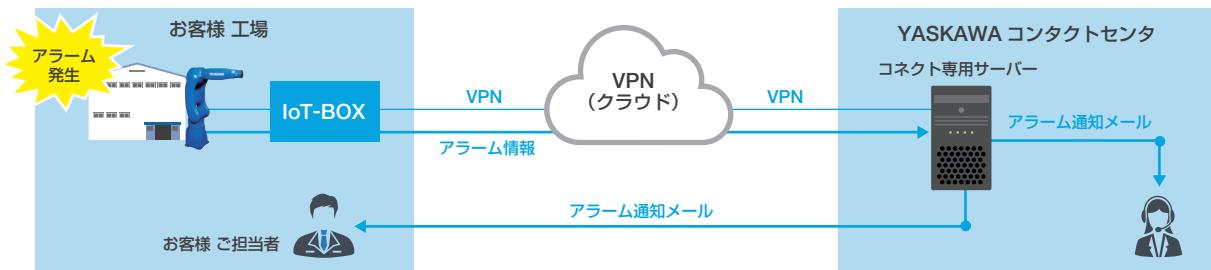 お客様 工場
アラーム
発生
IoT-BOX
VPN
アラーム情報
VPN
（クラウド）
VPN
YASKAWA コンタクトセンタ
コネクト専用サーバー
アラーム通知メール
アラーム通知メール
お客様 ご担当者